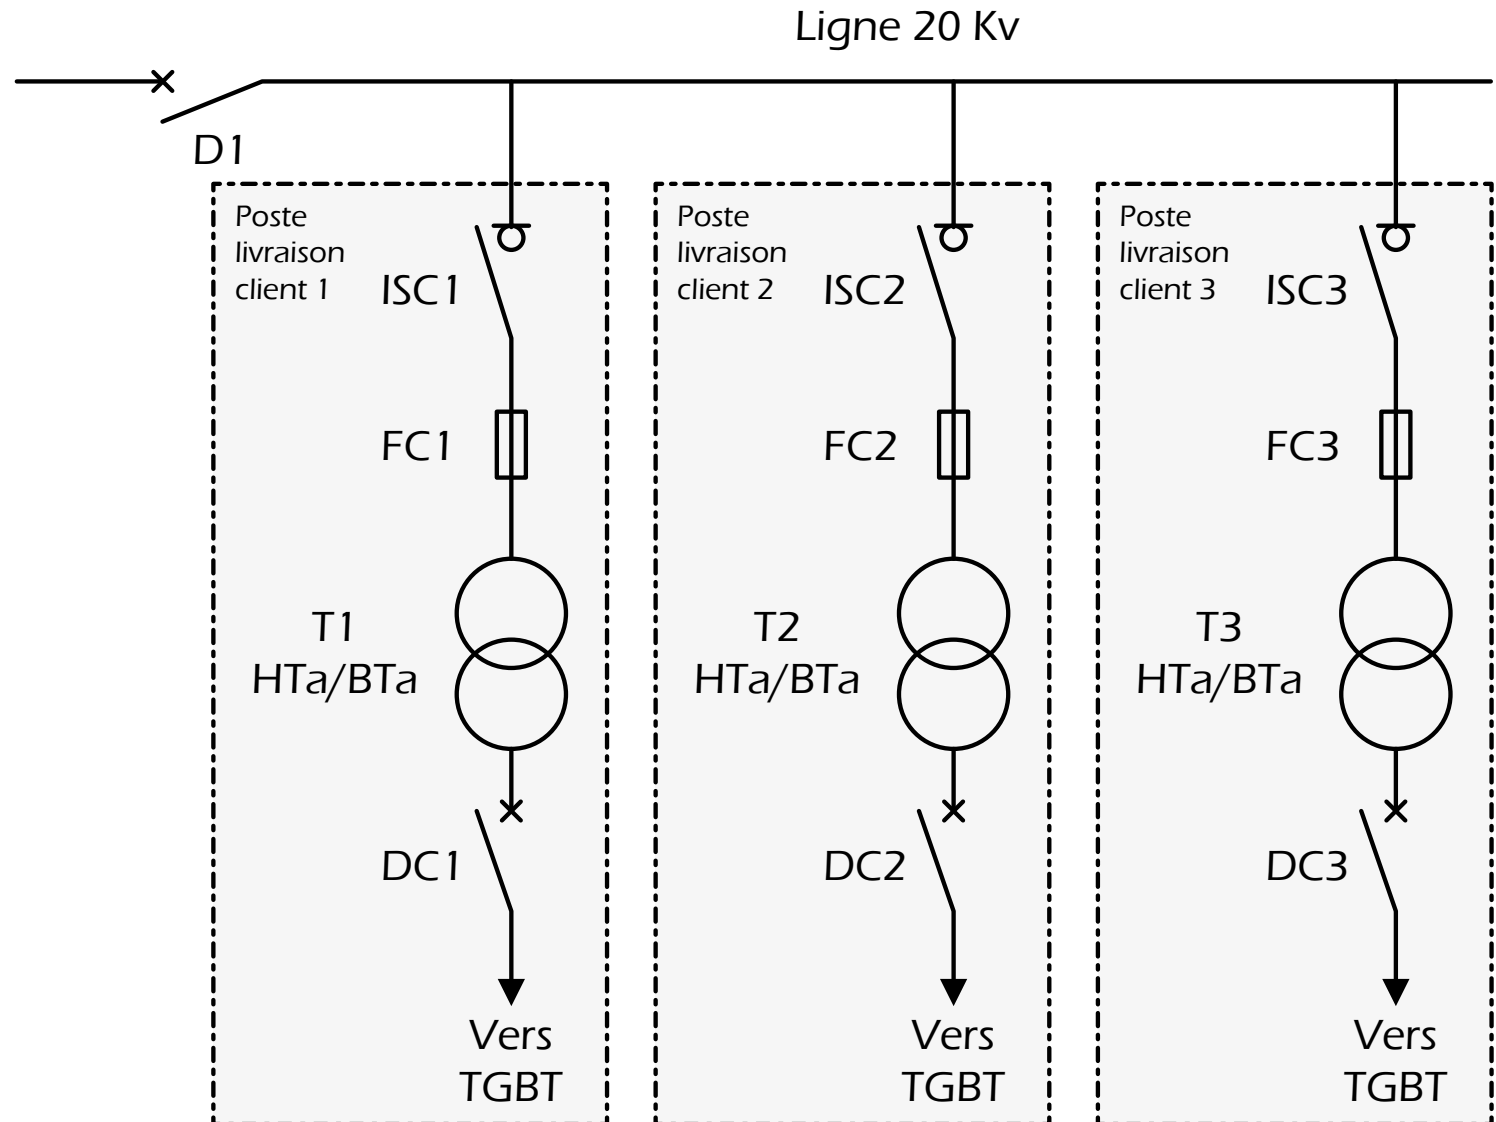 Ligne 20 Kv
D1
Poste
livraison
client 1
ISC1
FC1
T1
HTa/BTa
DC1
Vers
TGBT
Poste
livraison
client 2
ISC2
FC2
T2
HTa/BTa
DC2
Vers
TGBT
Poste
livraison
client 3
ISC3
FC3
T3
HTa/BTa
DC3
Vers
TGBT